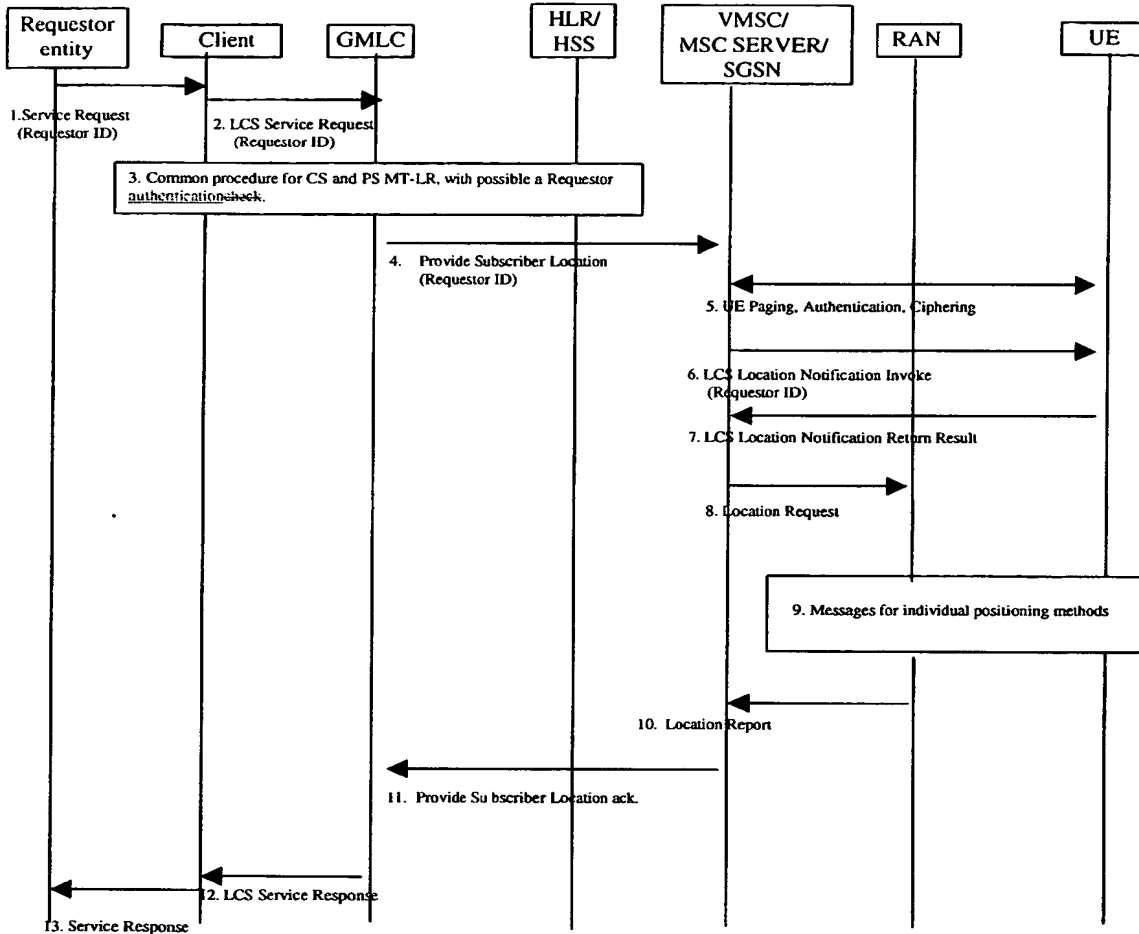 Requestor
entity
Client
GMLC
HLR/
HSS
VMSC/
MSC SERVER/
SGSN
RAN
UE
1.Service Request
(Requestor ID)
2. LCS Service Request
(Requestor ID)
3. Common procedure for CS and PS MT-LR, with possible a Requestor
authenticationcheck.
4. Provide Subscriber Location
(Requestor ID)
5. UE Paging, Authentication, Ciphering
6. LCS Location Notification Invoke
(Requestor ID)
7. LCS Location Notification Return Result
8. Location Request
9. Messages for individual positioning methods
10. Location Report
11. Provide Su bscriber Location ack.
12. LCS Service Response
13. Service Response